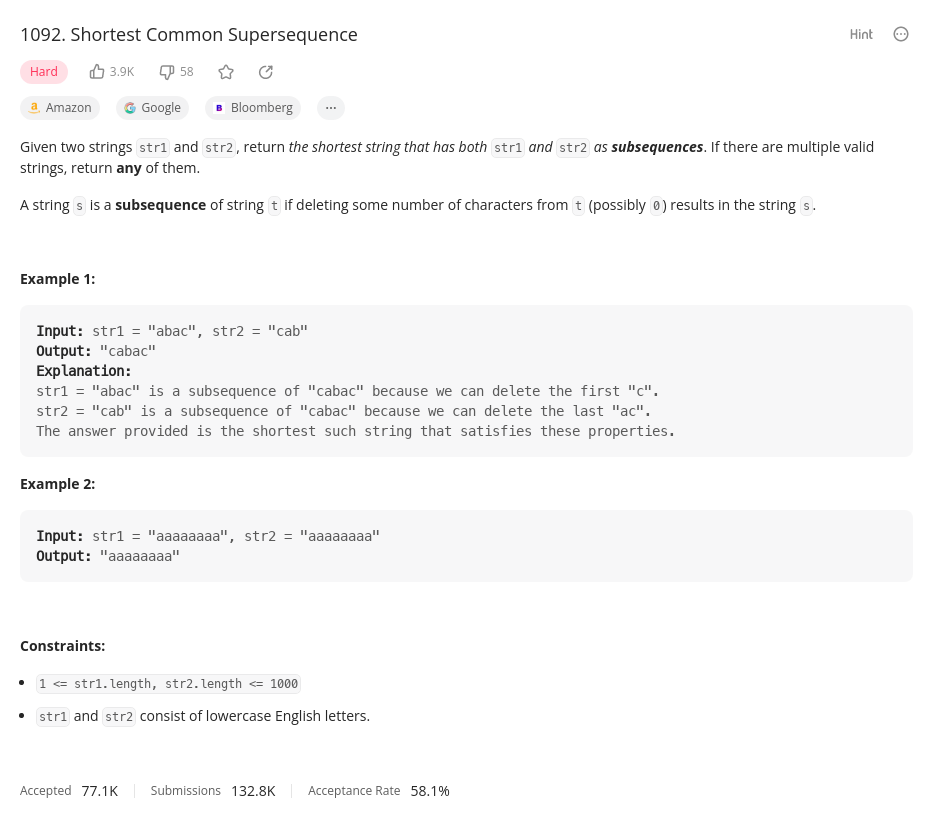 1092. Shortest Common Supersequence
Hint
Hard 3.9K 58
Amazon Google Bloomberg ...
Given two strings str1 and str2, return the shortest string that has both str1 and str2 as subsequences. If there are multiple valid
strings, return any of them.
A string s is a subsequence of string t if deleting some number of characters from t (possibly 0) results in the string s.
Example 1:
Input: str1 = "abac", str2 = "cab"
Output: "cabac"
Explanation:
str1 = "abac" is a subsequence of "cabac" because we can delete the first "c".
str2 = "cab" is a subsequence of "cabac" because we can delete the last "ac".
The answer provided is the shortest such string that satisfies these properties.
Example 2:
Input: str1 = "aaaaaaaa", str2 = "aaaaaaaa"
Output: "aaaaaaaa"
Constraints:
• 1 <= str1.length, str2.length <= 1000
• str1 and str2 consist of lowercase English letters.
Accepted 77.1K Submissions 132.8K Acceptance Rate 58.1%